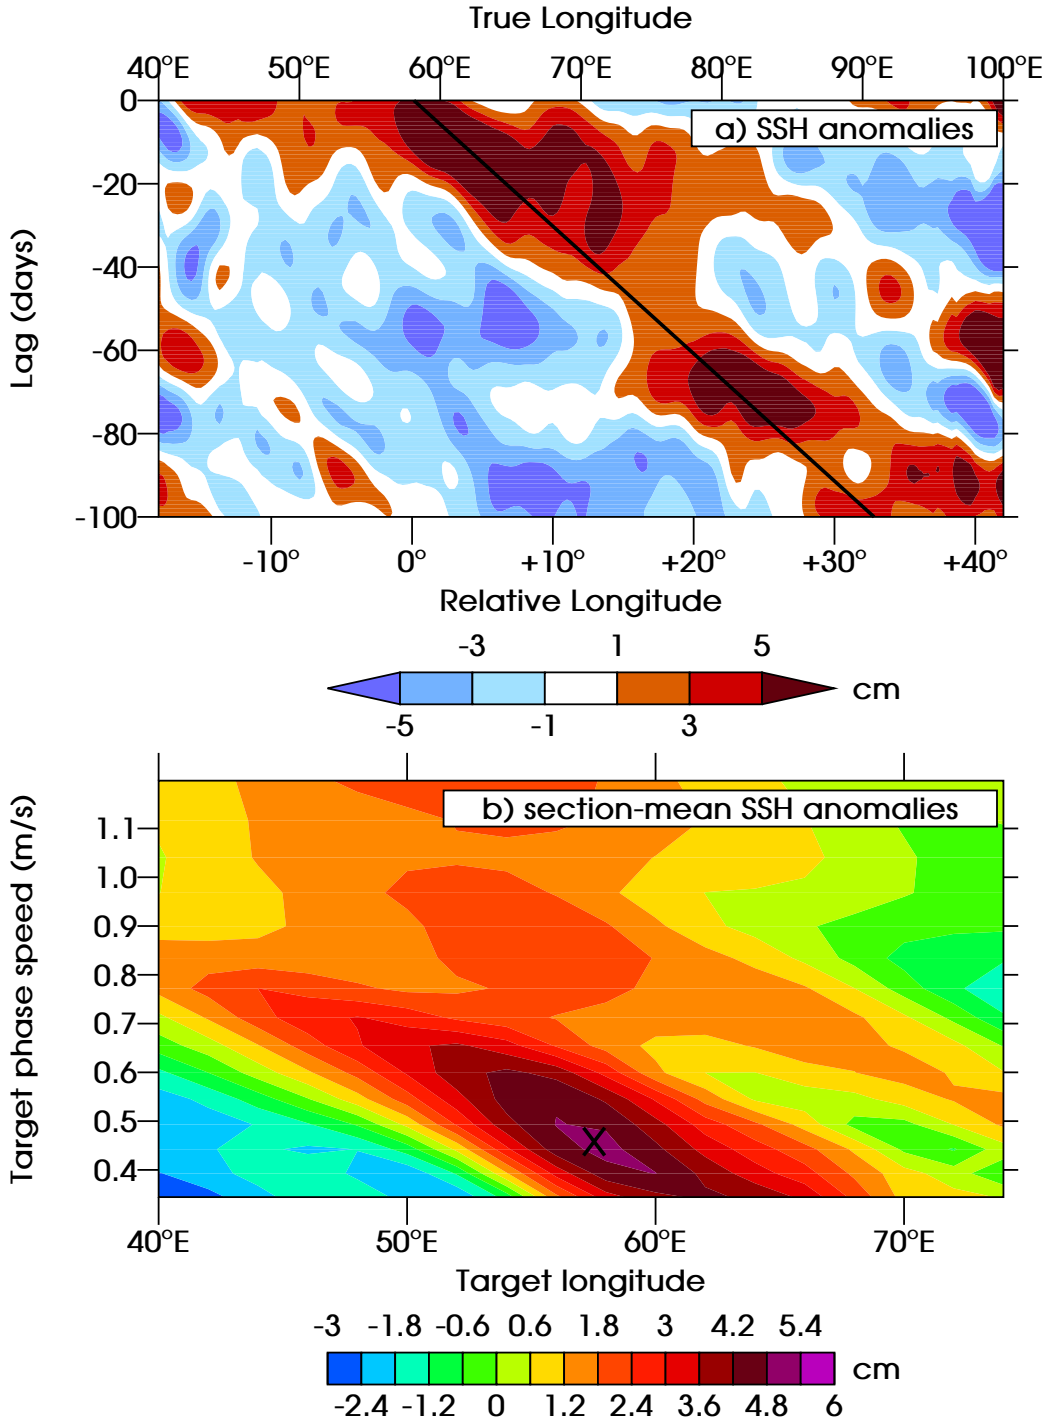 True Longitude
40°E 50°E 60°E 70°E 80°E 90°E 100°E
a) SSH anomalies
Lag (days)
0
-20
-40
-60
-80
-100
-10° 0° +10° +20° +30° +40°
Relative Longitude
-3 1 5
cm
-5 -1 3
b) section-mean SSH anomalies
Target phase speed (m/s)
1.1
1.0
0.9
0.8
0.7
0.6
0.5
0.4
X
40°E 50°E 60°E 70°E
Target longitude
-3 -1.8 -0.6 0.6 1.8 3 4.2 5.4
cm
-2.4 -1.2 0 1.2 2.4 3.6 4.8 6